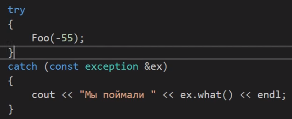 try
{
Foo(-55);
}
catch (const exception &ex)
{
cout << "Мы поймали " << ex.what() << endl;
}